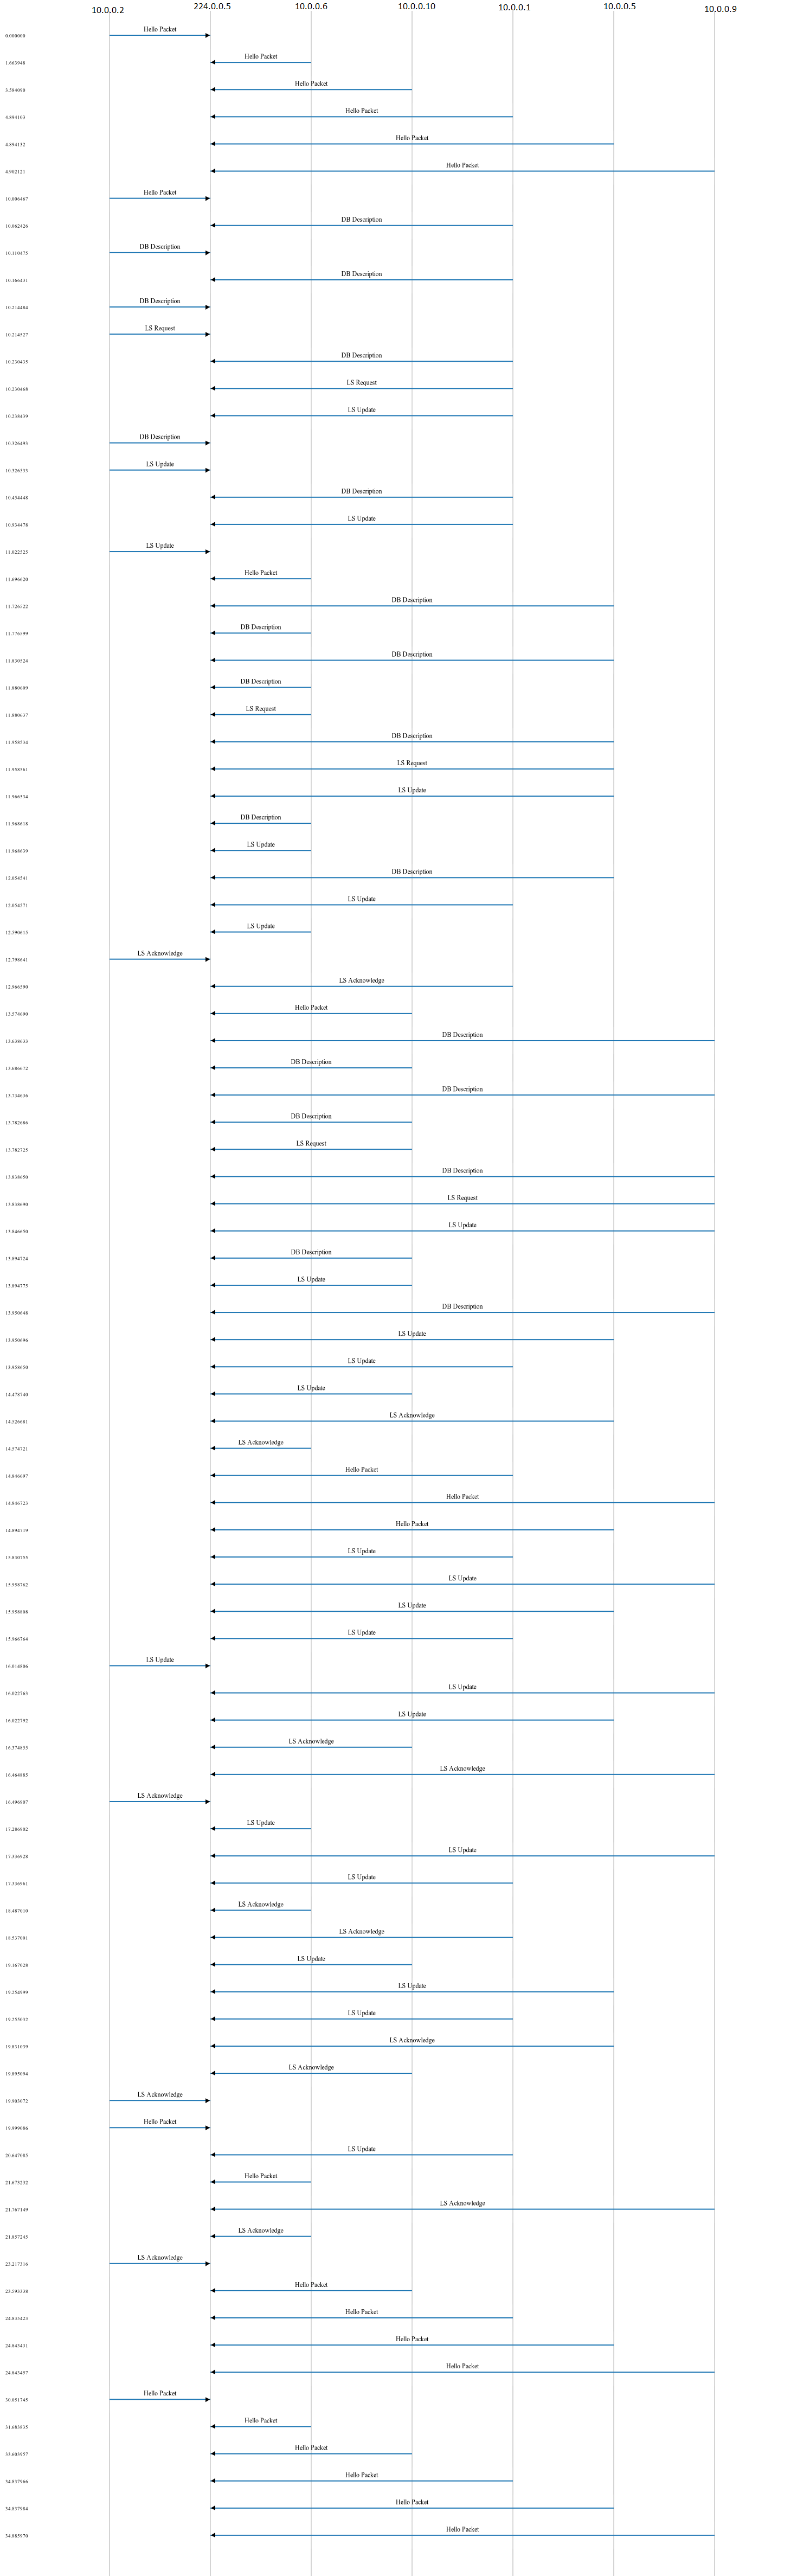 10.0.0.2 224.0.0.5 10.0.0.6 10.0.0.10 10.0.0.1 10.0.0.5 10.0.0.9
0.000000 Hello Packet
1.663948 Hello Packet
3.584090 Hello Packet
4.894103 Hello Packet
4.894132 Hello Packet
4.902121 Hello Packet
10.006467 Hello Packet
10.062426 DB Description
10.110475 DB Description
10.166431 DB Description
10.214484 DB Description
10.214527 LS Request
10.230435 DB Description
10.230468 LS Request
10.238439 LS Update
10.326493 DB Description
10.326533 LS Update
10.454448 DB Description
10.934478 LS Update
11.022525 LS Update
11.696620 Hello Packet
11.726522 DB Description
11.776599 DB Description
11.830524 DB Description
11.880609 DB Description
11.880637 LS Request
11.958534 DB Description
11.958561 LS Request
11.966534 LS Update
11.968618 DB Description
11.968639 LS Update
12.054541 DB Description
12.054571 LS Update
12.590615 LS Update
12.798641 LS Acknowledge
12.966590 LS Acknowledge
13.574690 Hello Packet
13.638633 DB Description
13.686672 DB Description
13.734636 DB Description
13.782686 DB Description
13.782725 LS Request
13.838650 DB Description
13.838690 LS Request
13.846650 LS Update
13.894724 DB Description
13.894775 LS Update
13.950648 DB Description
13.950696 LS Update
13.958650 LS Update
14.478740 LS Update
14.526681 LS Acknowledge
14.574721 LS Acknowledge
14.846697 Hello Packet
14.846723 Hello Packet
14.894719 Hello Packet
15.830753 LS Update
15.958762 LS Update
15.958808 LS Update
15.966764 LS Update
16.014806 LS Update
16.022763 LS Update
16.022792 LS Update
16.374855 LS Acknowledge
16.464885 LS Acknowledge
16.496907 LS Acknowledge
17.286902 LS Update
17.336928 LS Update
17.336961 LS Update
18.487010 LS Acknowledge
18.537001 LS Acknowledge
19.167028 LS Update
19.254999 LS Update
19.255032 LS Update
19.831039 LS Acknowledge
19.895094 LS Acknowledge
19.903072 LS Acknowledge
19.999086 Hello Packet
20.647085 LS Update
21.673232 Hello Packet
21.767149 LS Acknowledge
21.857245 LS Acknowledge
23.217316 LS Acknowledge
23.593338 Hello Packet
24.835423 Hello Packet
24.843431 Hello Packet
24.843457 Hello Packet
30.051745 Hello Packet
31.683835 Hello Packet
33.603957 Hello Packet
34.837966 Hello Packet
34.837984 Hello Packet
34.885970 Hello Packet